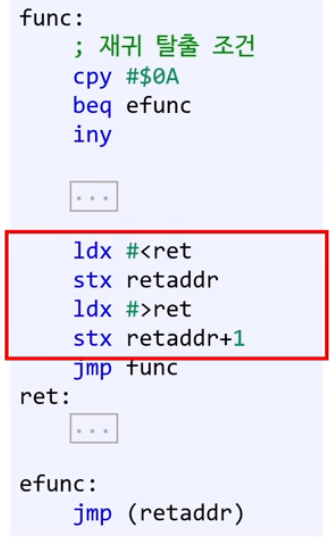 func:
; 재귀 탈출 조건
cpy #$0A
beq efunc
iny
...
ldx #<ret
stx retaddr
ldx #>ret
stx retaddr+1
jmp func
ret:
...
efunc:
jmp (retaddr)